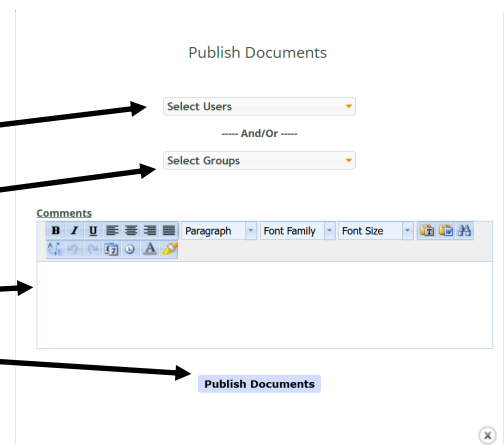 Publish Documents
Select Users
----- And/Or -----
Select Groups
Comments
B I U Paragraph Font Family Font Size
A
Publish Documents
x